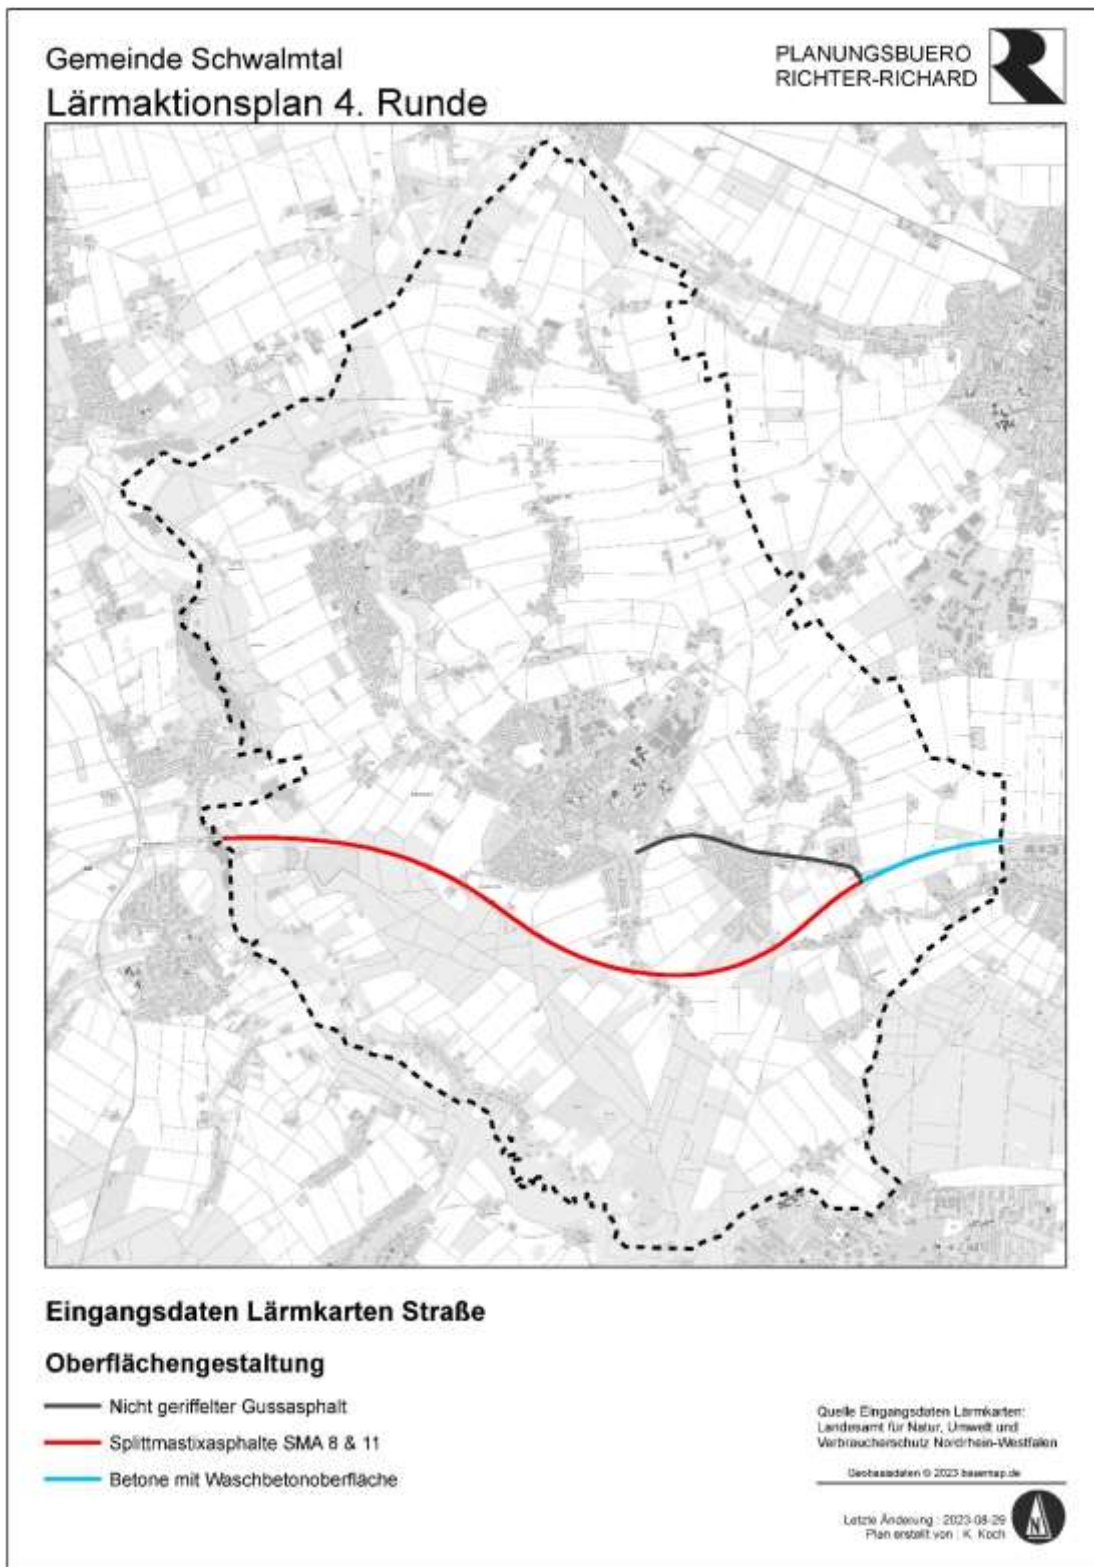 Gemeinde Schwalmtal
Lärmaktionsplan 4. Runde
PLANUNGSBUERO
RICHTER-RICHARD
Eingangsdaten Lärmkarten Straße
Oberflächengestaltung
Nicht geriffelter Gussasphalt
Splittmastixasphalte SMA 8 & 11
Betone mit Waschbetonoberfläche
Quelle Eingangsdaten Lärmkarten:
Landesamt für Natur, Umwelt und
Verbraucherschutz Nordrhein-Westfalen
Geobasisdaten © 2023 basemap.de
Letzte Änderung : 2023-08-29
Plan erstellt von : K. Koch
N